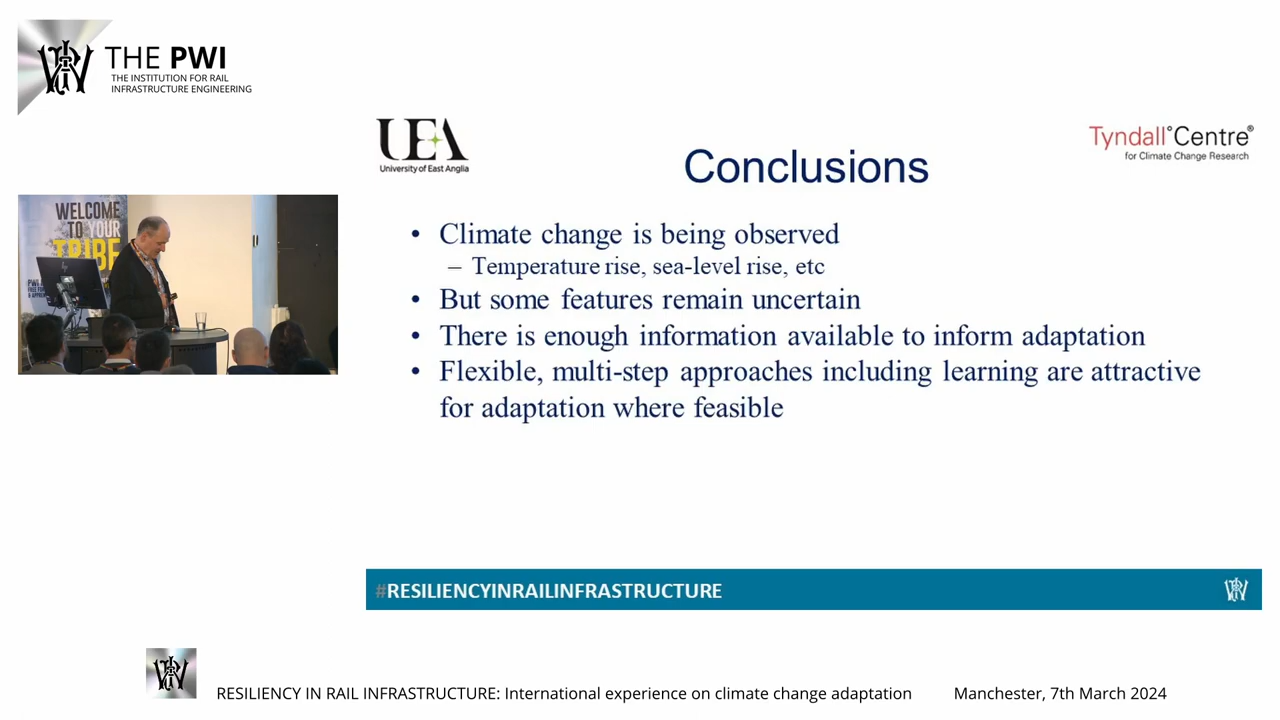 THE PWI
THE INSTITUTION FOR RAIL
INFRASTRUCTURE ENGINEERING
UEA
University of East Anglia
Tyndall°Centre®
for Climate Change Research
Conclusions
• Climate change is being observed
– Temperature rise, sea-level rise, etc
• But some features remain uncertain
• There is enough information available to inform adaptation
• Flexible, multi-step approaches including learning are attractive
for adaptation where feasible
WELCOME
TO YOUR
TRIBE
#RESILIENCYINRAILINFRASTRUCTURE
RESILIENCY IN RAIL INFRASTRUCTURE: International experience on climate change adaptation
Manchester, 7th March 2024